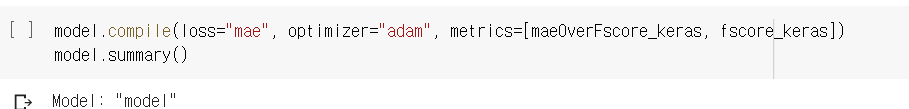 [ ] model.compile(loss="mae", optimizer="adam", metrics=[maeOverFscore_keras, fscore_keras])
model.summary()
Model: "model"